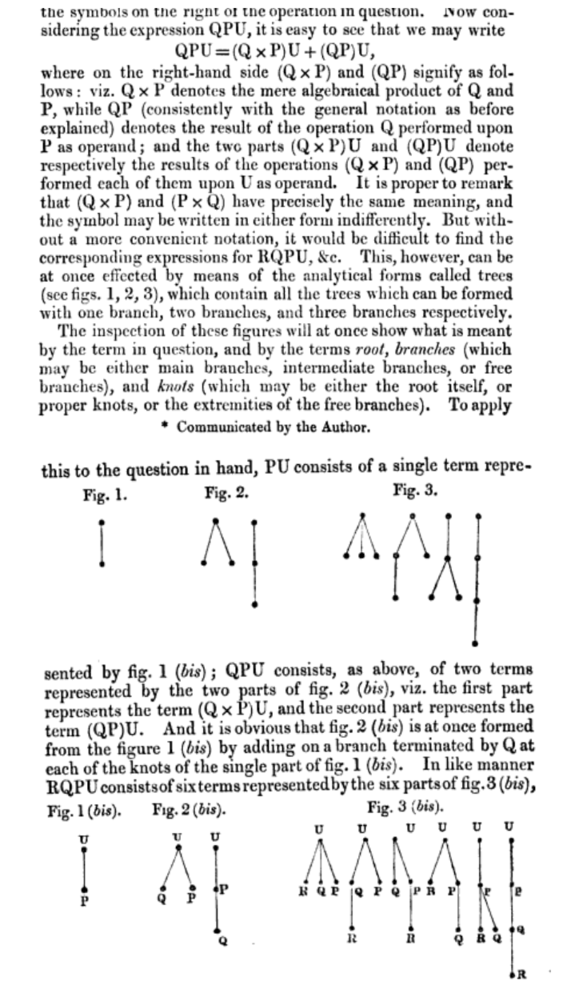 the symbols on the right of the operation in question. Now con-
sidering the expression QPU, it is easy to see that we may write
QPU=(Q×P)U+(QP)U,
where on the right-hand side (Q×P) and (QP) signify as fol-
lows: viz. Q×P denotes the mere algebraical product of Q and
P, while QP (consistently with the general notation as before
explained) denotes the result of the operation Q performed upon
P as operand; and the two parts (Q×P)U and (QP)U denote
respectively the results of the operations (Q×P) and (QP) per-
formed each of them upon U as operand. It is proper to remark
that (Q×P) and (P×Q) have precisely the same meaning, and
the symbol may be written in either form indifferently. But with-
out a more convenient notation, it would be difficult to find the
corresponding expressions for RQPU, &c. This, however, can be
at once effected by means of the analytical forms called trees
(see figs. 1, 2, 3), which contain all the trees which can be formed
with one branch, two branches, and three branches respectively.
The inspection of these figures will at once show what is meant
by the term in question, and by the terms root, branches (which
may be either main branches, intermediate branches, or free
branches), and knots (which may be either the root itself, or
proper knots, or the extremities of the free branches). To apply
* Communicated by the Author.
this to the question in hand, PU consists of a single term repre-
Fig. 1. Fig. 2. Fig. 3.
sented by fig. 1 (bis); QPU consists, as above, of two terms
represented by the two parts of fig. 2 (bis), viz. the first part
represents the term (Q×P)U, and the second part represents the
term (QP)U. And it is obvious that fig. 2 (bis) is at once formed
from the figure 1 (bis) by adding on a branch terminated by Q at
each of the knots of the single part of fig. 1 (bis). In like manner
RQPU consists of six terms represented by the six parts of fig. 3 (bis),
Fig. 1 (bis). Fig. 2 (bis). Fig. 3 (bis).
U U U U U U U U U
P Q P P R Q P Q P Q P R P P P
Q R R Q R Q Q
R